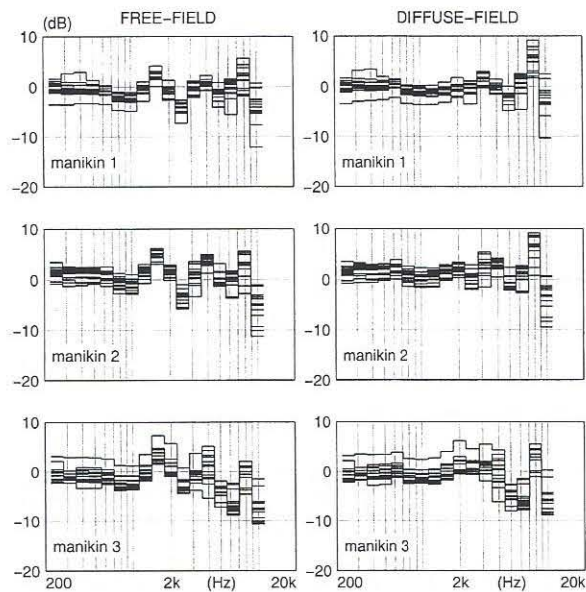 FREE-FIELD DIFFUSE-FIELD
(dB)
10 10
0 0
-10 -10
manikin 1 manikin 1
-20 -20
10 10
0 0
-10 -10
manikin 2 manikin 2
-20 -20
10 10
0 0
-10 -10
manikin 3 manikin 3
-20 -20
200 2k (Hz) 20k 200 2k (Hz) 20k